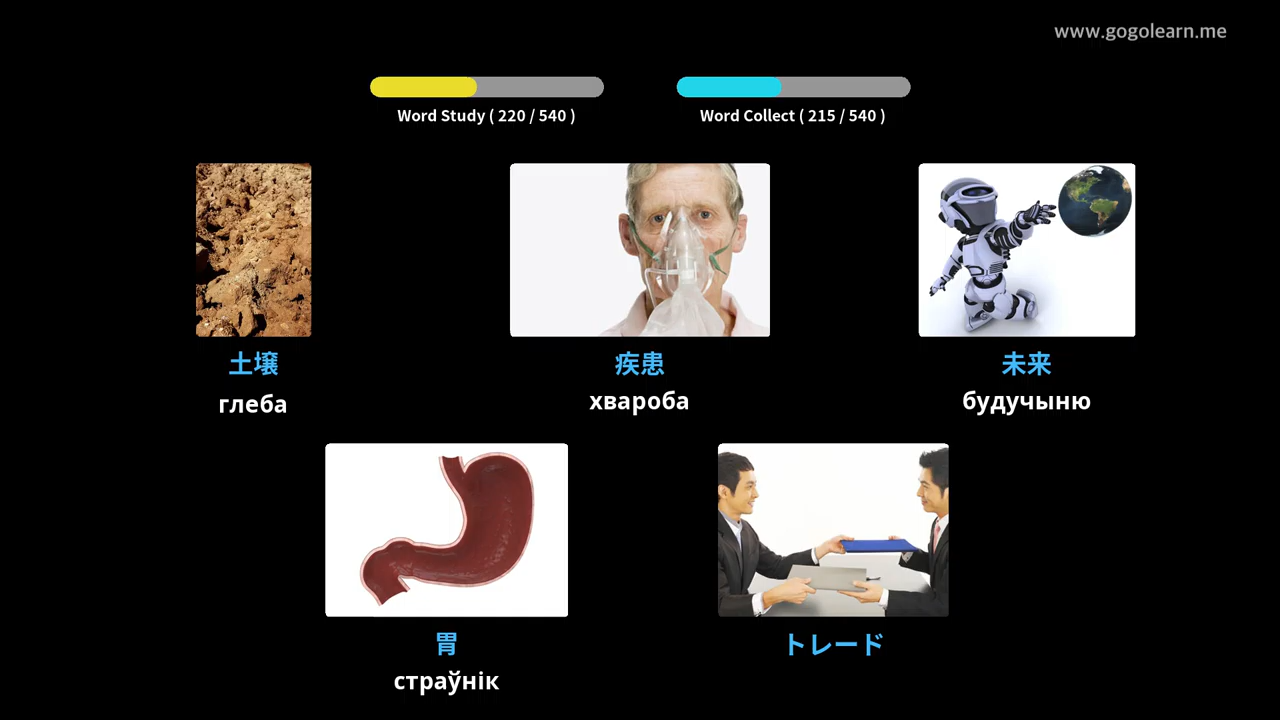 www.gogolearn.me
Word Study ( 220 / 540 )
Word Collect ( 215 / 540 )
土壌
глеба
疾患
хвароба
未来
будучыню
胃
страўнік
トレード